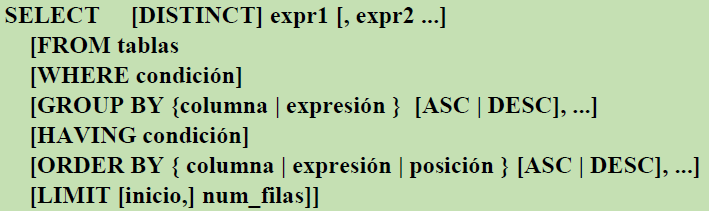 SELECT [DISTINCT] expr1 [, expr2 ...]
[FROM tablas
[WHERE condición]
[GROUP BY {columna | expresión } [ASC | DESC], ...]
[HAVING condición]
[ORDER BY { columna | expresión | posición } [ASC | DESC], ...]
[LIMIT [inicio,] num_filas]]